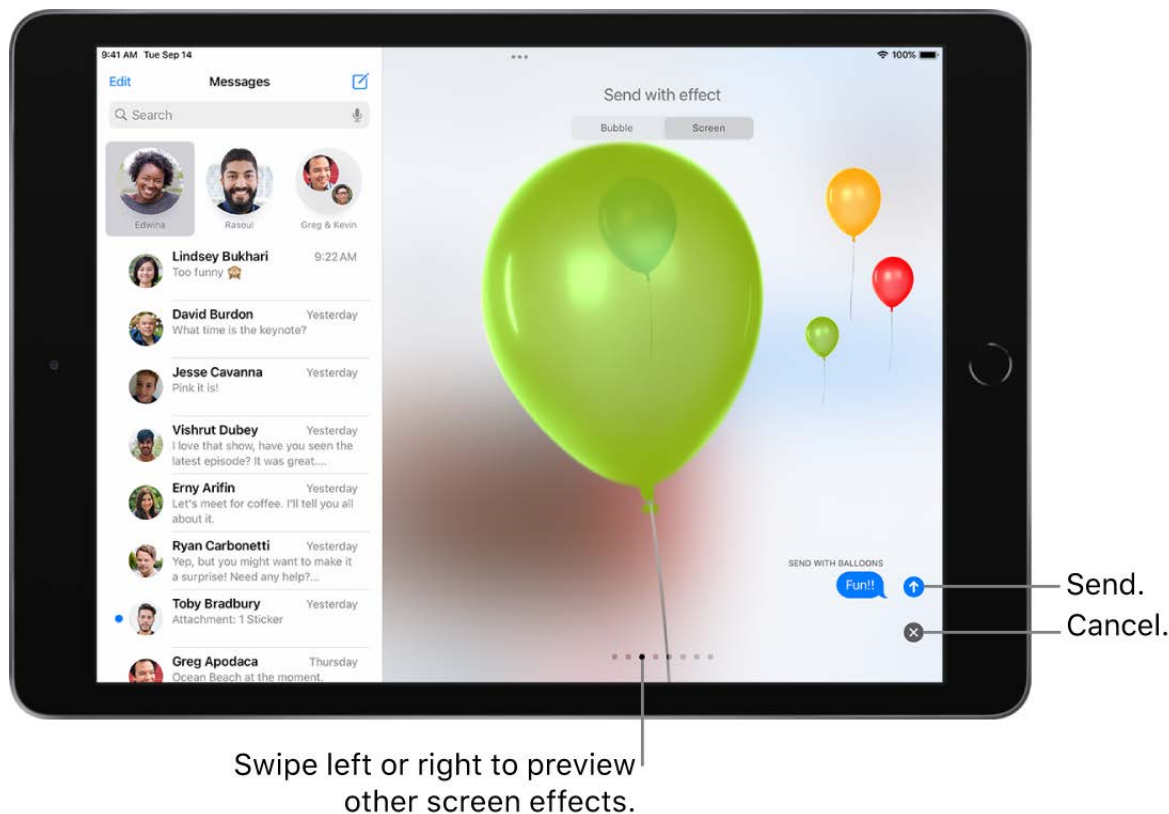 9:41 AM Tue Sep 14
100%
Edit
Messages
Search
Edwina
Rasoul
Greg & Kevin
Lindsey Bukhari
9:22 AM
Too funny 🙈
David Burdon
Yesterday
What time is the keynote?
Jesse Cavanna
Yesterday
Pink it is!
Vishrut Dubey
Yesterday
I love that show, have you seen the
latest episode? It was great....
Erny Arifin
Yesterday
Let's meet for coffee. I'll tell you all
about it.
Ryan Carbonetti
Yesterday
Yep, but you might want to make it
a surprise! Need any help?...
Toby Bradbury
Yesterday
Attachment: 1 Sticker
Greg Apodaca
Thursday
Ocean Beach at the moment.
Send with effect
Bubble
Screen
SEND WITH BALLOONS
Fun!!
Send.
Cancel.
Swipe left or right to preview
other screen effects.